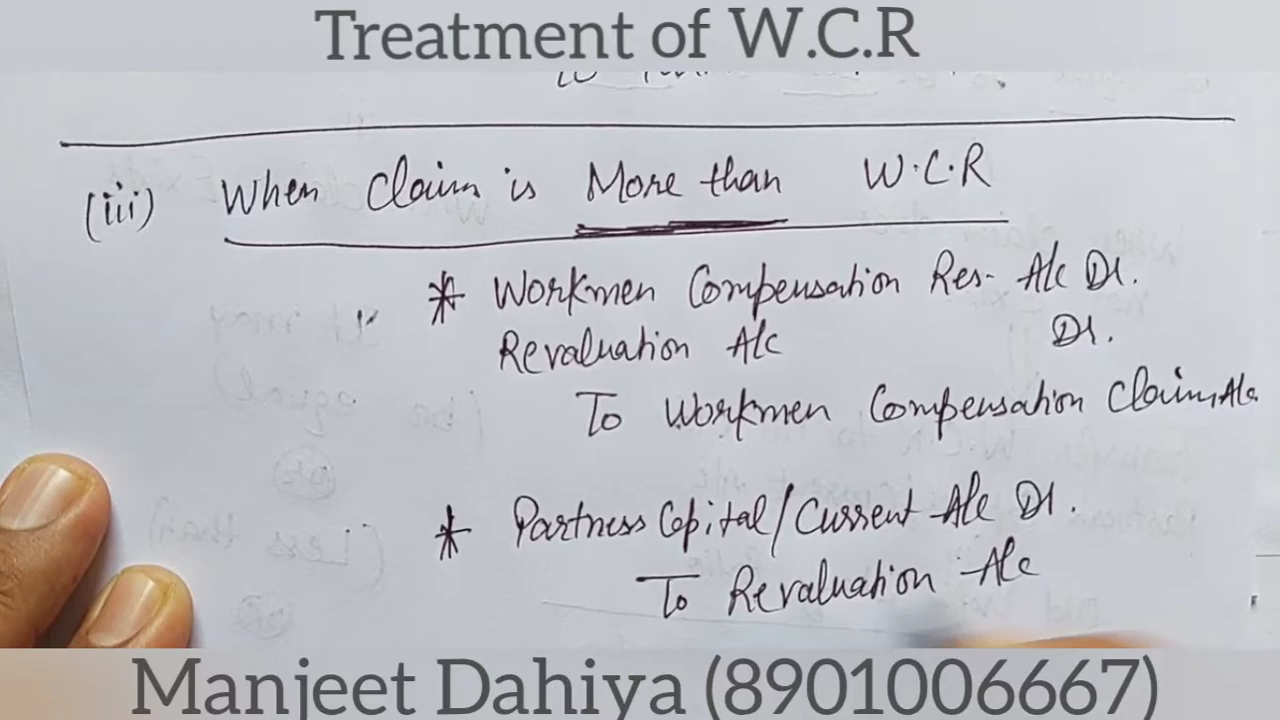 Treatment of W.C.R
(iii) When Claim is More than W.C.R
* Workmen Compensation Res. A/c Dr.
Revaluation A/c Dr.
To Workmen Compensation Claim A/c
* Partness Capital/Current A/c Dr.
To Revaluation A/c
Manjeet Dahiya (8901006667)